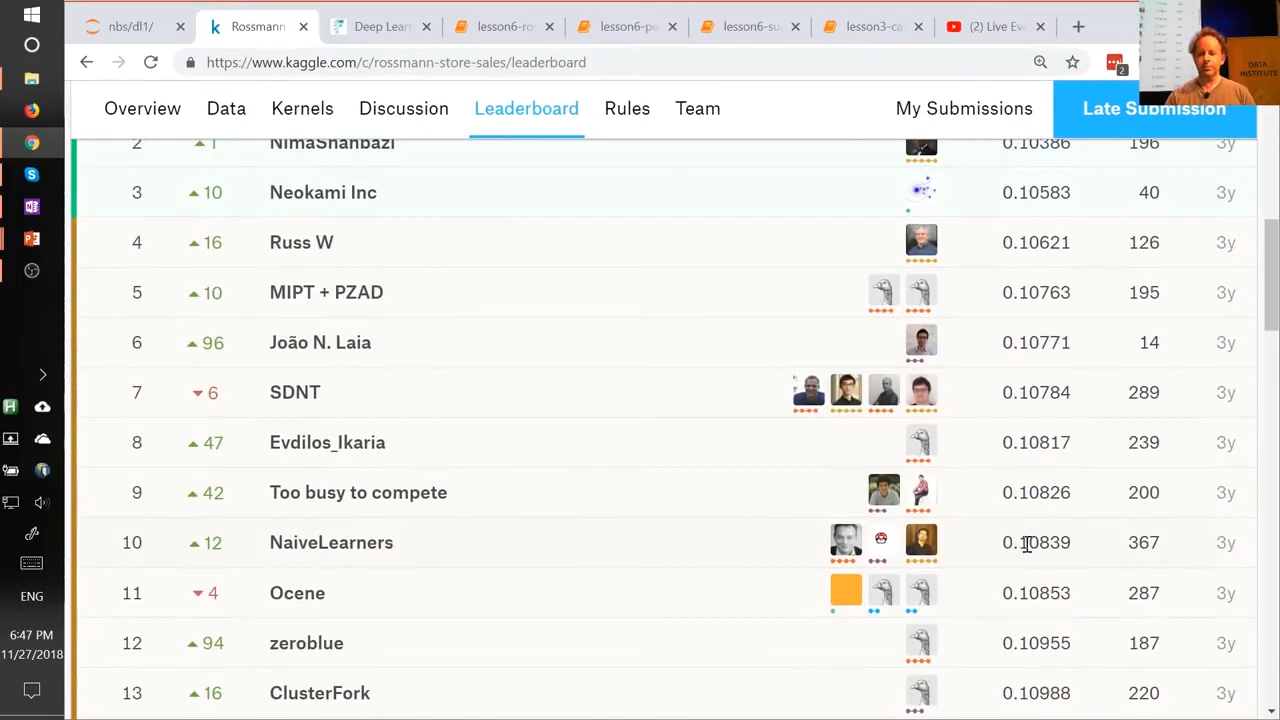 nbs/dl1/
Rossmann
Deep Learn
lesson6-ro
lesson6-pe
lesson6-su
lesson3-ca
(2) Live Eve
https://www.kaggle.com/c/rossmann-store-sales/leaderboard
2
DATA
INSTITUTE
Overview Data Kernels Discussion Leaderboard Rules Team My Submissions Late Submission
2 1 NimaShahbazi 0.10386 196 3y
3 10 Neokami Inc 0.10583 40 3y
4 16 Russ W 0.10621 126 3y
5 10 MIPT + PZAD 0.10763 195 3y
6 96 João N. Laia 0.10771 14 3y
7 6 SDNT 0.10784 289 3y
8 47 Evdilos_Ikaria 0.10817 239 3y
9 42 Too busy to compete 0.10826 200 3y
10 12 NaiveLearners 0.10839 367 3y
11 4 Ocene 0.10853 287 3y
12 94 zeroblue 0.10955 187 3y
13 16 ClusterFork 0.10988 220 3y
ENG
6:47 PM
11/27/2018